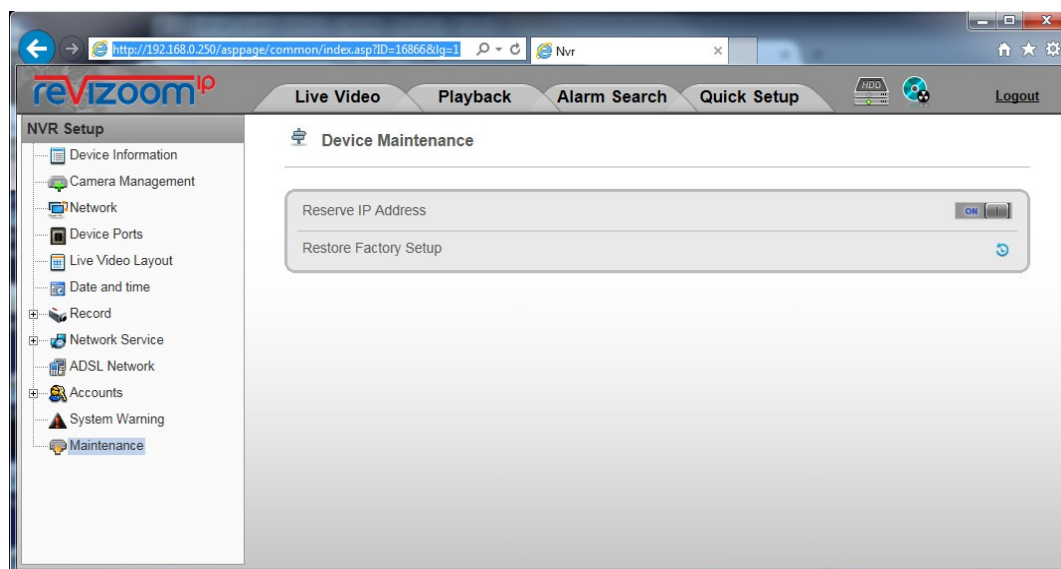 http://192.168.0.250/asppage/common/index.asp?ID=16866&lg=1
Nvr
reVizoom IP
Live Video
Playback
Alarm Search
Quick Setup
HDD
Logout
NVR Setup
Device Information
Camera Management
Network
Device Ports
Live Video Layout
Date and time
Record
Network Service
ADSL Network
Accounts
System Warning
Maintenance
Device Maintenance
Reserve IP Address
ON
Restore Factory Setup